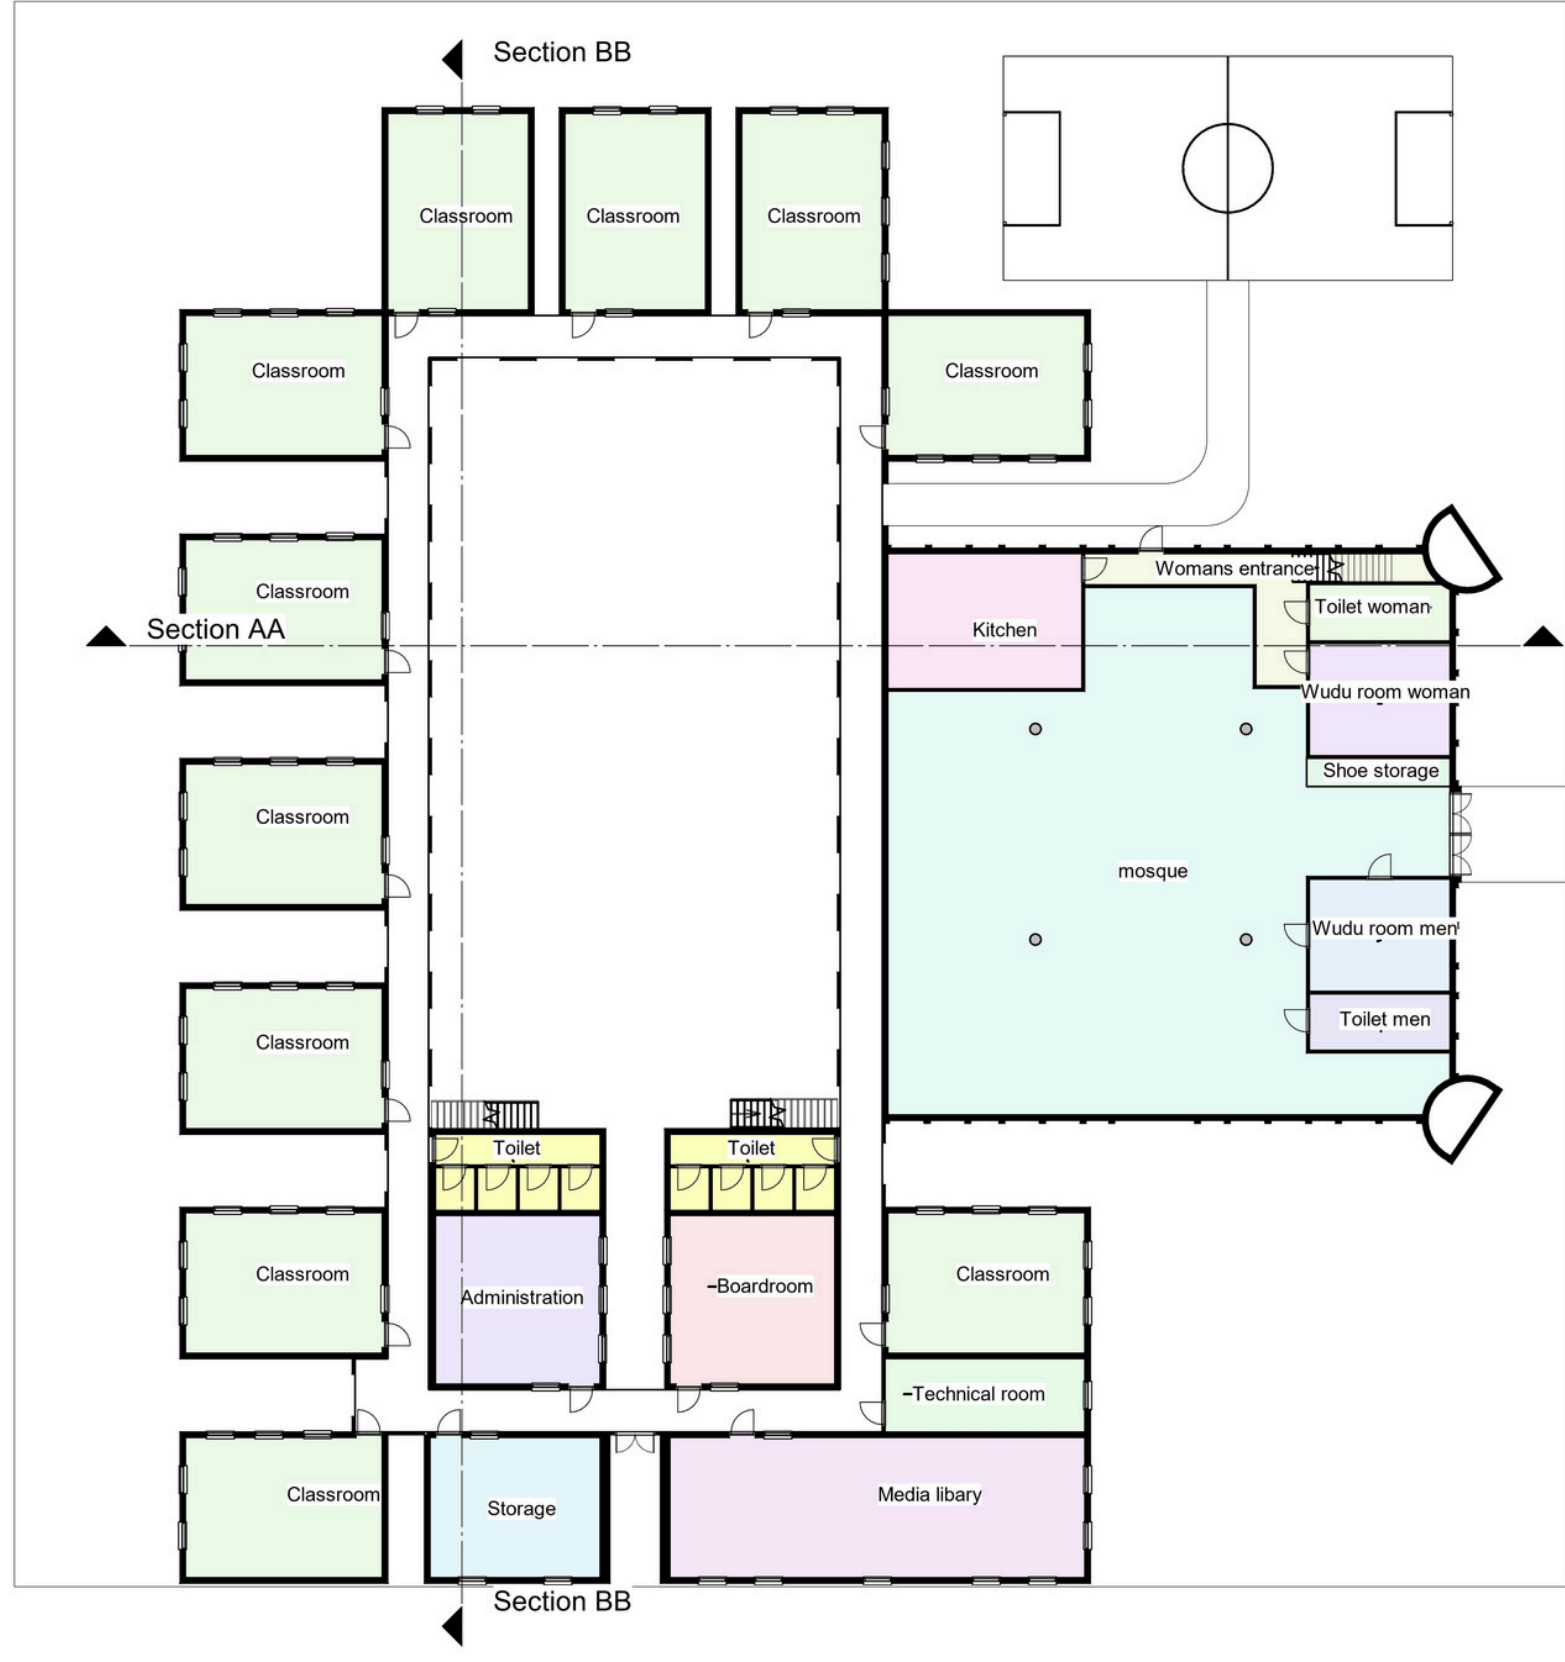 Section BB
Classroom
Classroom
Classroom
Classroom
Classroom
Womans entrance
Classroom
Toilet woman
Section AA
Kitchen
Wudu room woman
Shoe storage
Classroom
mosque
Wudu room men
Toilet men
Classroom
Toilet
Toilet
Classroom
Classroom
Boardroom
Administration
Technical room
Classroom
Media libary
Storage
Section BB